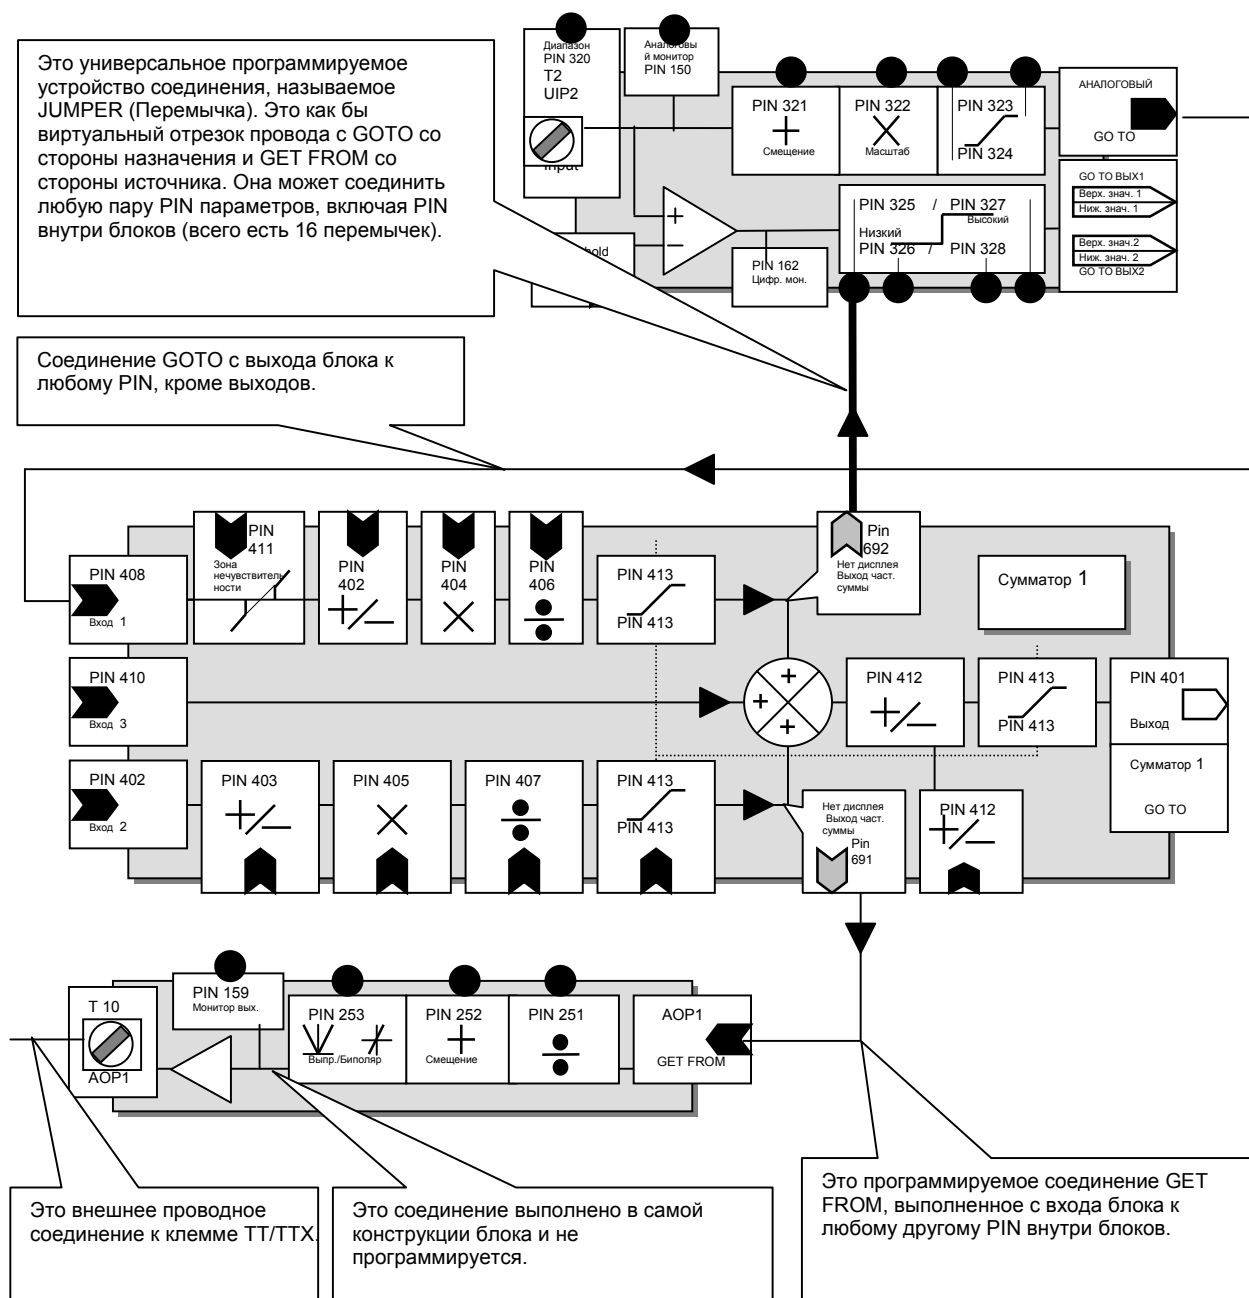 Это универсальное программируемое
устройство соединения, называемое
JUMPER (Перемычка). Это как бы
виртуальный отрезок провода с GOTO со
стороны назначения и GET FROM со
стороны источника. Она может соединить
любую пару PIN параметров, включая PIN
внутри блоков (всего есть 16 перемычек).
Диапазон
PIN 320
T2
UIP2
Input
Аналоговы
й монитор
PIN 150
PIN 321
Смещение
PIN 322
Масштаб
PIN 323
PIN 324
АНАЛОГОВЫЙ
GO TO
GO TO ВЫХ1
Верх. знач. 1
Ниж. знач. 1
Верх. знач.2
Ниж. знач. 2
GO TO ВЫХ2
PIN 325 / PIN 327
Высокий
Низкий
PIN 326 / PIN 328
hold
PIN 162
Цифр. мон.
Соединение GOTO с выхода блока к
любому PIN, кроме выходов.
PIN 408
Вход 1
PIN
411
Зона
нечувствитель
ности
PIN
402
PIN
404
PIN
406
PIN 413
PIN 413
Pin
692
Нет дисплея
Выход част.
суммы
Сумматор 1
PIN 410
Вход 3
PIN 412
PIN 413
PIN 413
PIN 401
Выход
Сумматор 1
GO TO
PIN 402
Вход 2
PIN 403
PIN 405
PIN 407
PIN 413
PIN 413
Нет дисплея
Выход част.
суммы
Pin
691
PIN 412
T 10
AOP1
PIN 159
Монитор вых.
PIN 253
Выпр./Биполяр
PIN 252
Смещение
PIN 251
AOP1
GET FROM
Это внешнее проводное
соединение к клемме TT/TTX.
Это соединение выполнено в самой
конструкции блока и не
программируется.
Это программируемое соединение GET
FROM, выполненное с входа блока к
любому другому PIN внутри блоков.